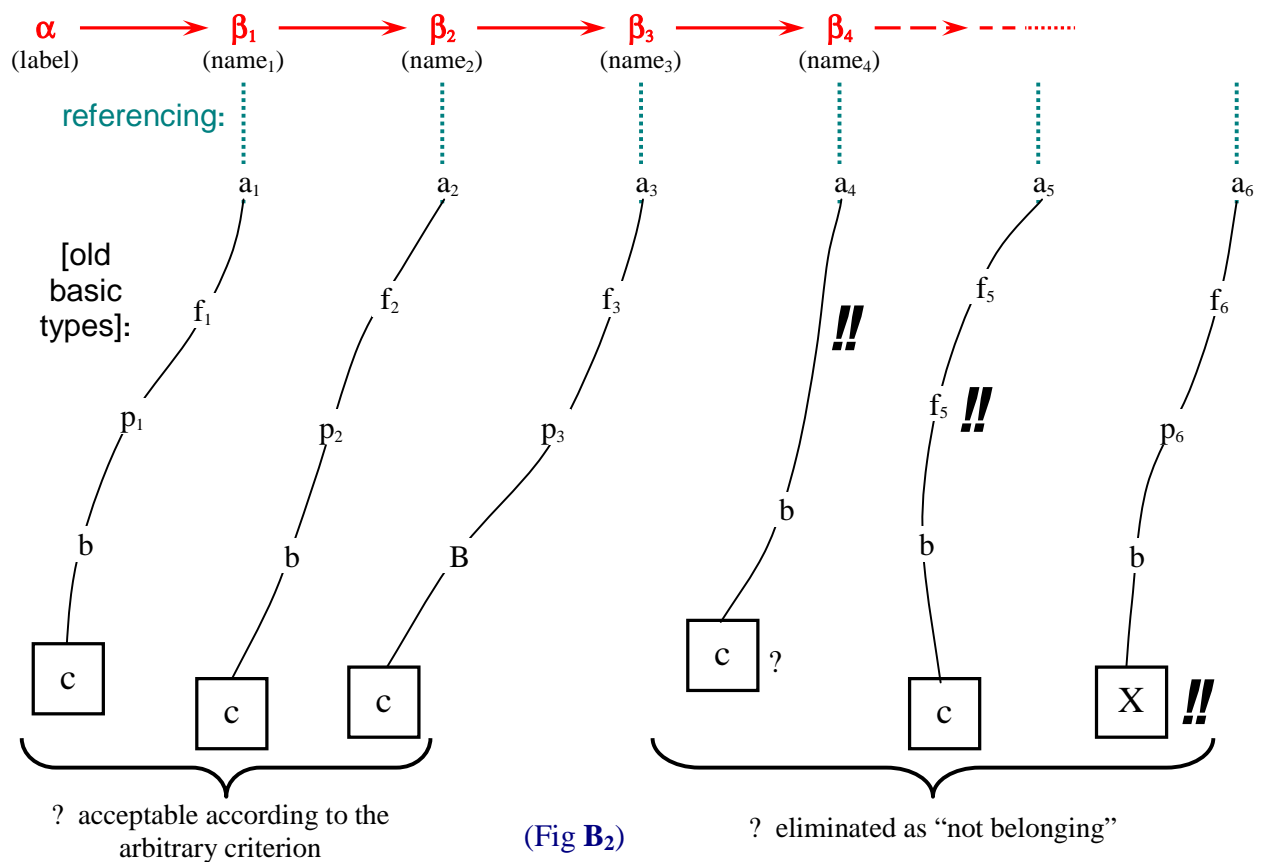 α β₁ β₂ β₃ β₄
(label) (name₁) (name₂) (name₃) (name₄)
referencing:
a₁ a₂ a₃ a₄ a₅ a₆
[old
basic
types]:
f₁ f₂ f₃ !! f₅ f₆
p₁ p₂ p₃ f₅ !! p₆
b b B b b b
c c c c ? c X !!
? acceptable according to the
arbitrary criterion
(Fig B₂)
? eliminated as “not belonging”